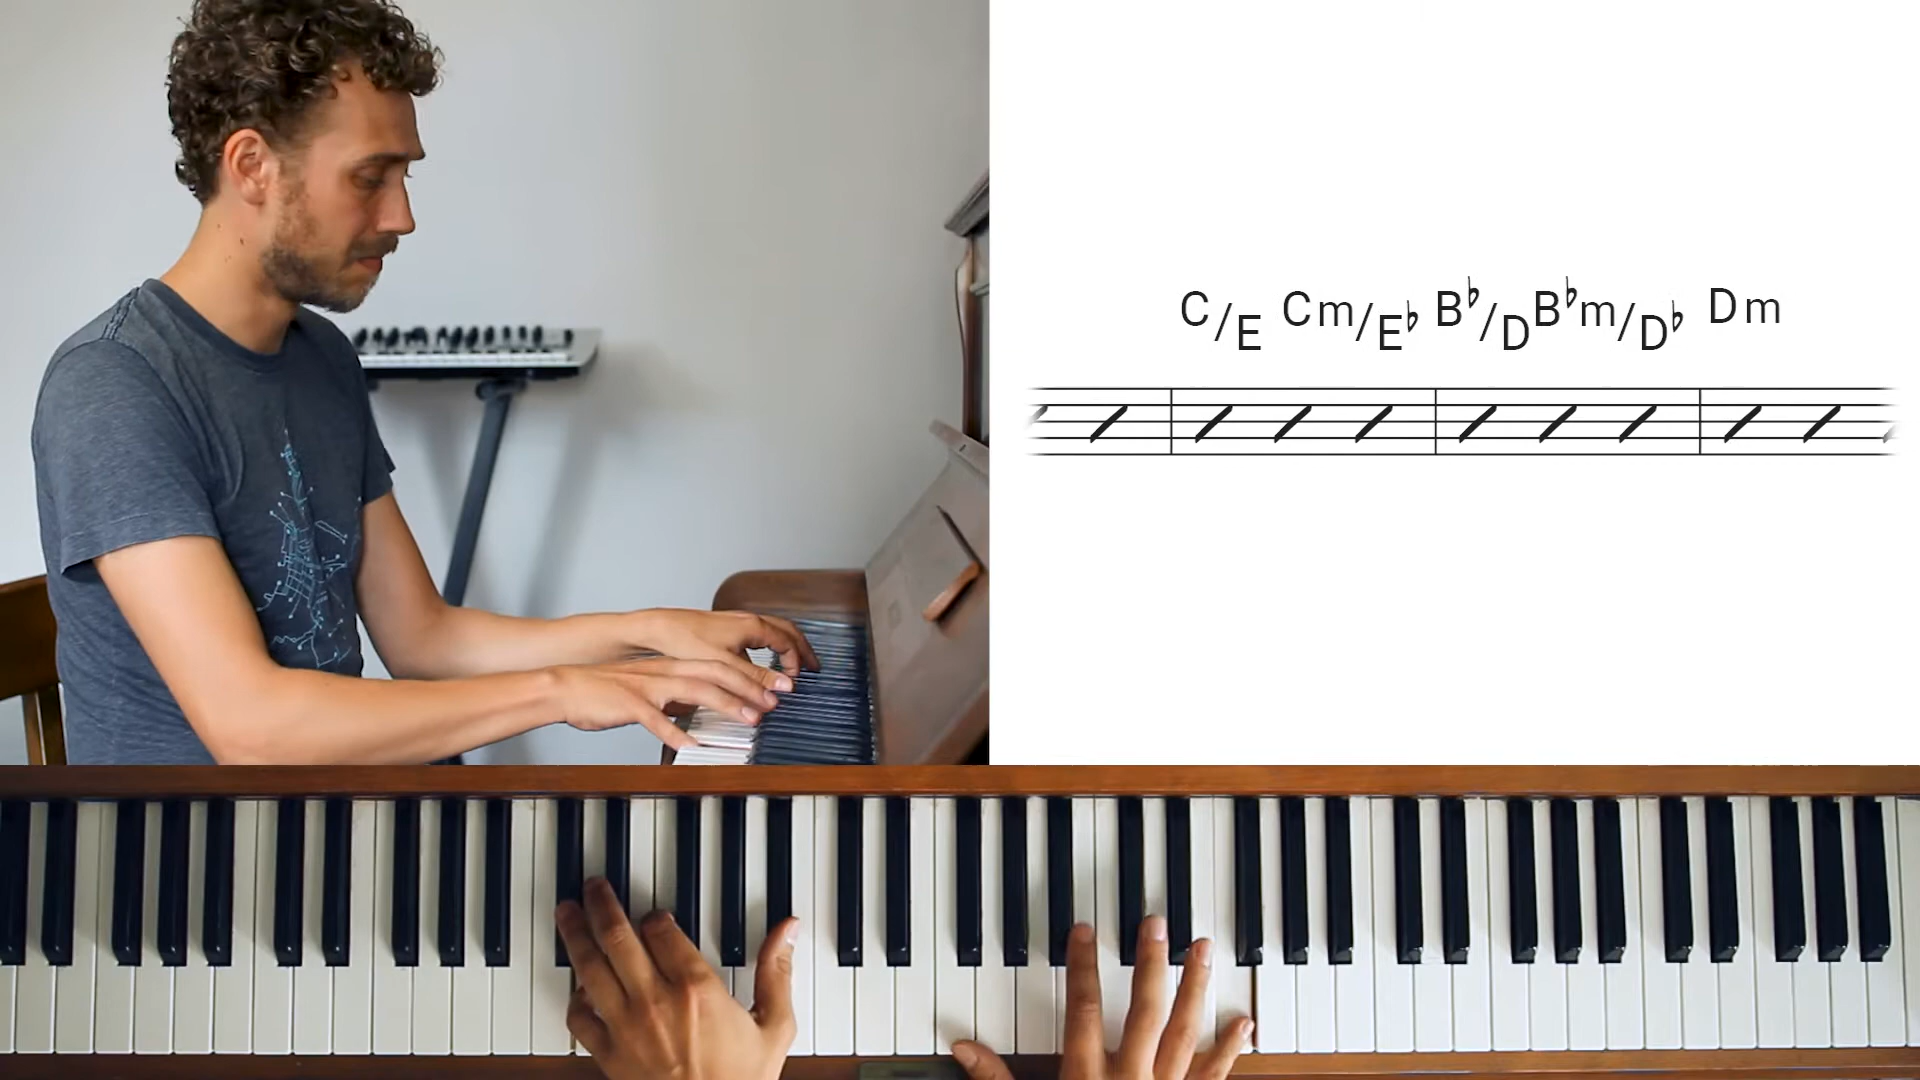 C/E Cm/E♭ B♭/D B♭m/D♭ Dm